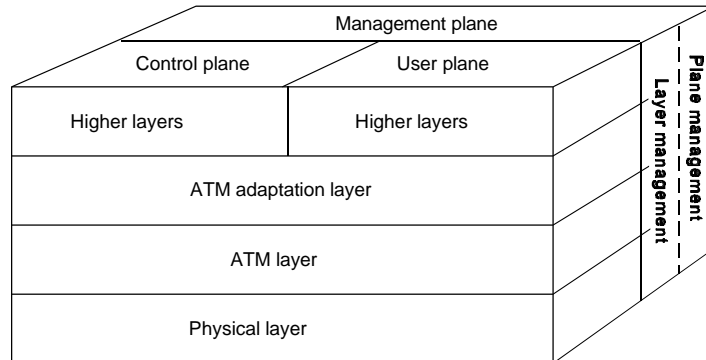 Management plane
Control plane
User plane
Higher layers
Higher layers
ATM adaptation layer
ATM layer
Physical layer
Layer management
Plane management